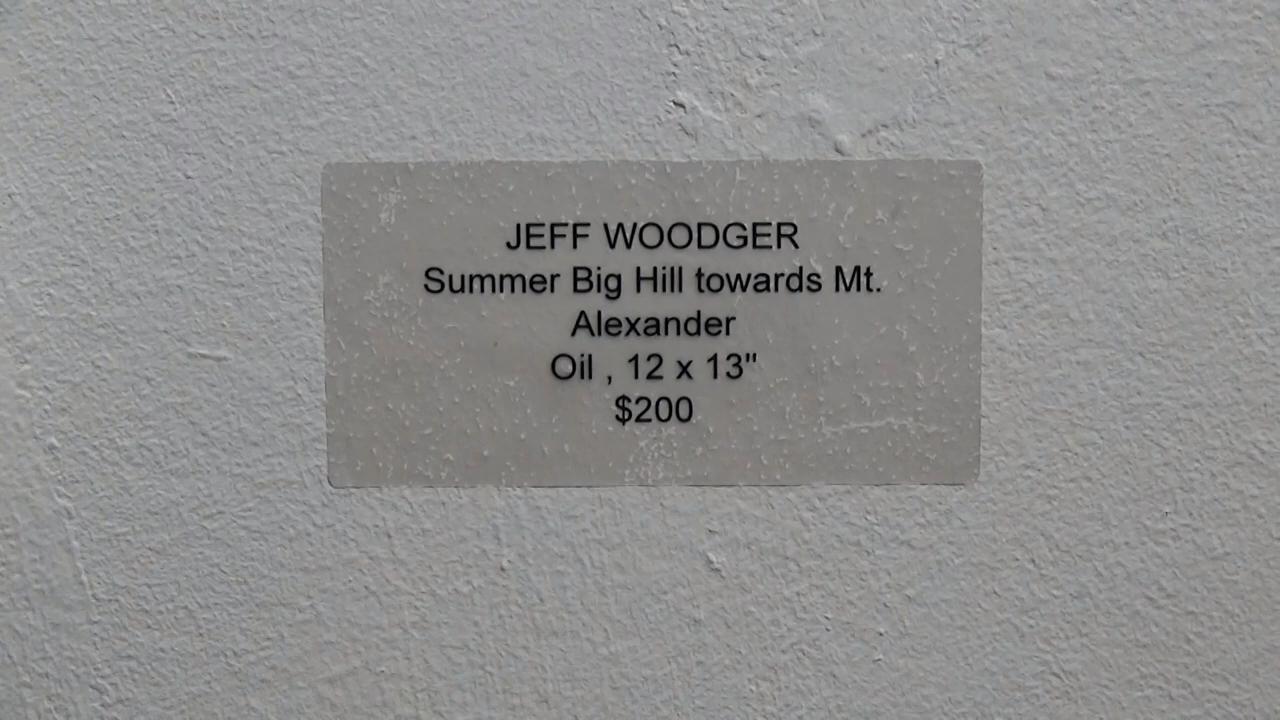 JEFF WOODGER
Summer Big Hill towards Mt.
Alexander
Oil , 12 x 13"
$200